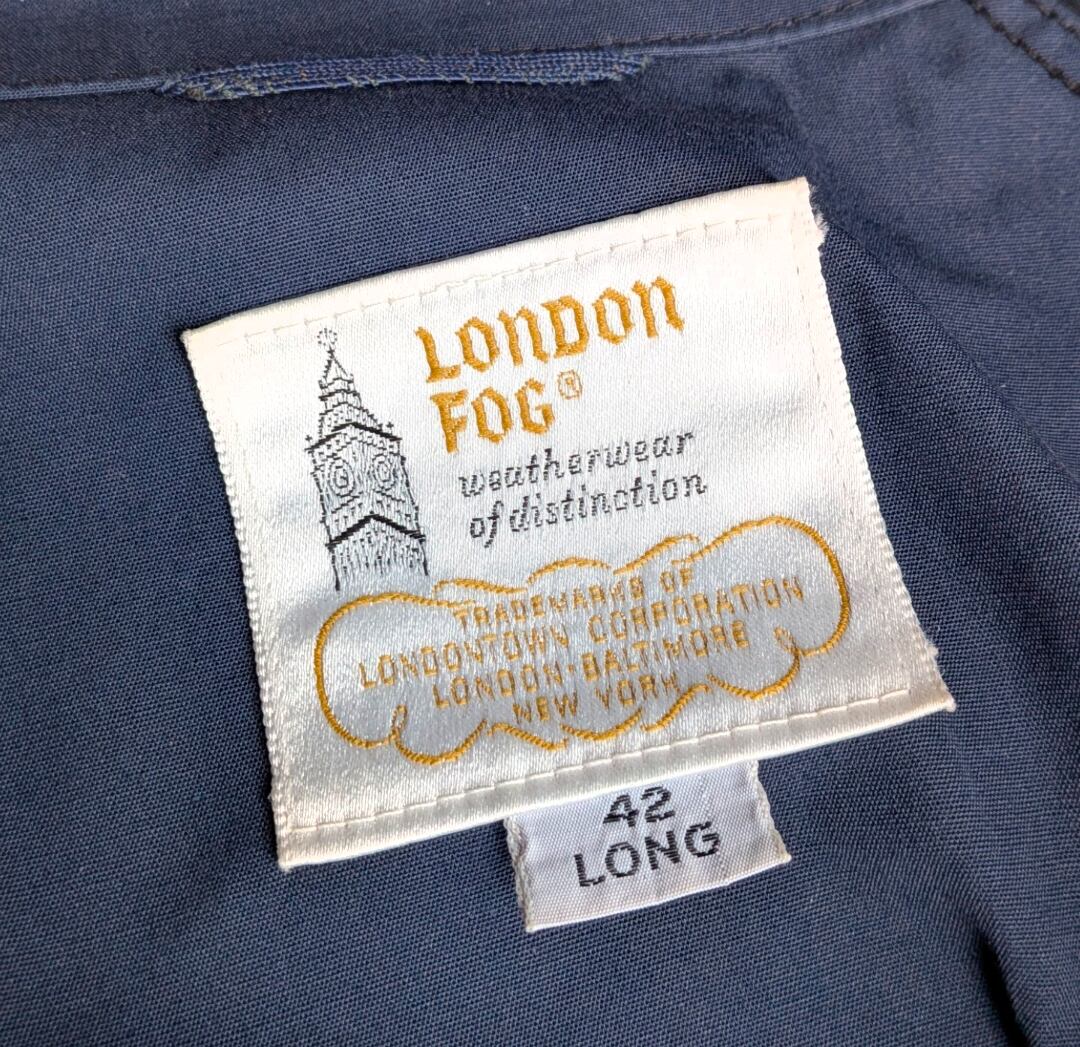 LONDON
FOG®
weatherwear
of distinction
TRADEMARKS OF
LONDONTOWN CORPORATION
LONDON·BALTIMORE
NEW YORK
42
LONG